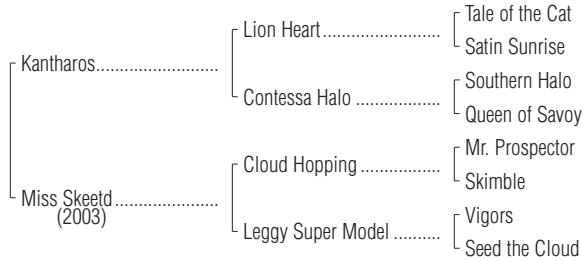 Tale of the Cat
Lion Heart........................
Satin Sunrise
Kantharos.........................
Southern Halo
Contessa Halo .................
Queen of Savoy
Mr. Prospector
Cloud Hopping ................
Skimble
Miss Skeetd .....................
(2003)
Vigors
Leggy Super Model ..........
Seed the Cloud